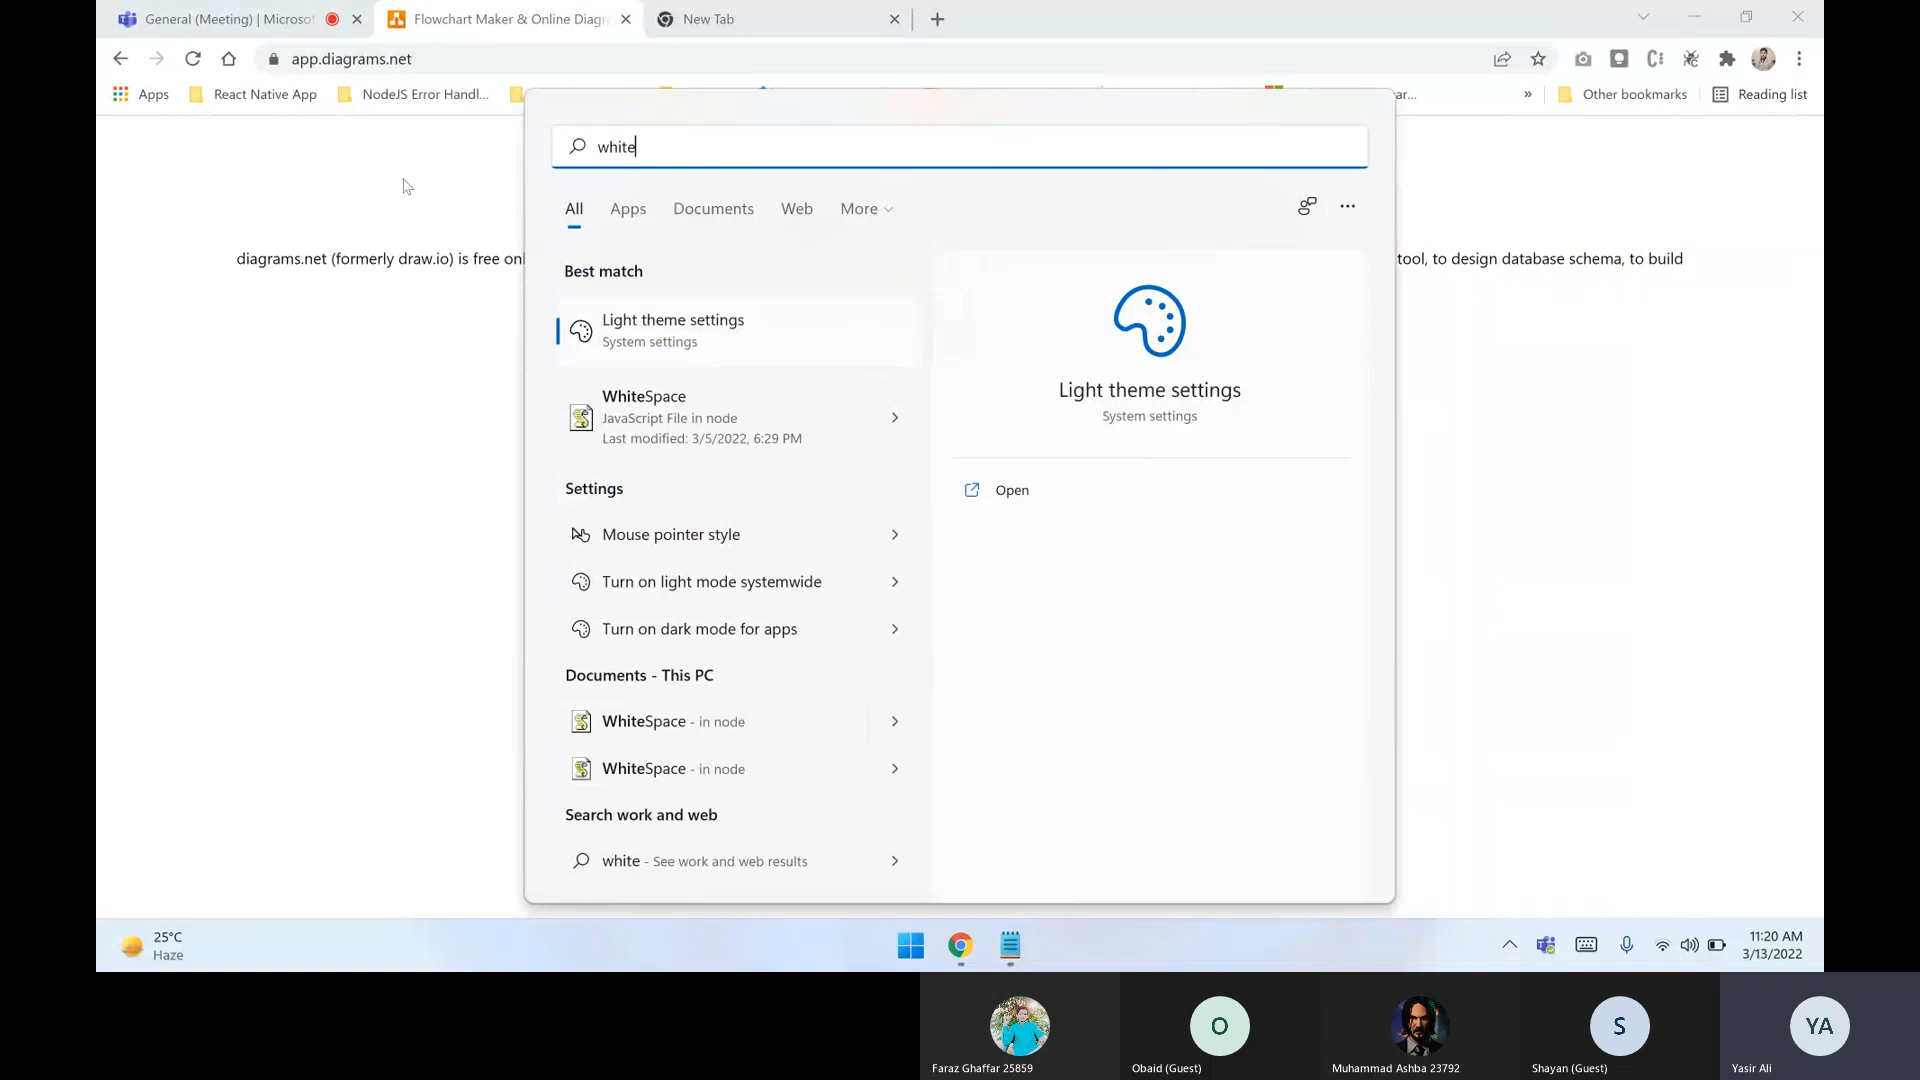 General (Meeting) | Microsof
Flowchart Maker & Online Diagra
New Tab
app.diagrams.net
Apps
React Native App
NodeJS Error Handl...
ar...
»
Other bookmarks
Reading list
white
All
Apps
Documents
Web
More
Best match
Light theme settings
System settings
WhiteSpace
JavaScript File in node
Last modified: 3/5/2022, 6:29 PM
Settings
Mouse pointer style
Turn on light mode systemwide
Turn on dark mode for apps
Documents - This PC
WhiteSpace - in node
WhiteSpace - in node
Search work and web
white - See work and web results
Light theme settings
System settings
Open
diagrams.net (formerly draw.io) is free onl
tool, to design database schema, to build
25°C
Haze
11:20 AM
3/13/2022
Faraz Ghaffar 25859
O
Obaid (Guest)
Muhammad Ashba 23792
S
Shayan (Guest)
YA
Yasir Ali